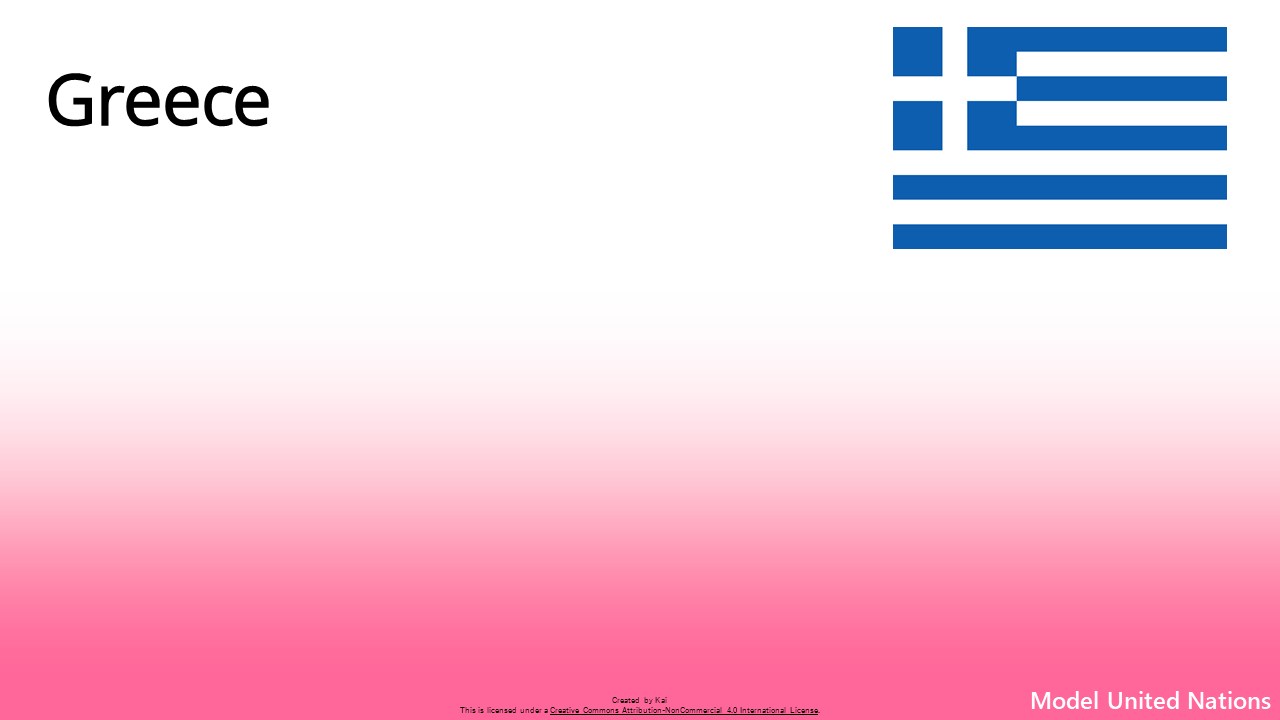 Greece
Created by Kai
This is licensed under a Creative Commons Attribution-NonCommercial 4.0 International License.
Model United Nations